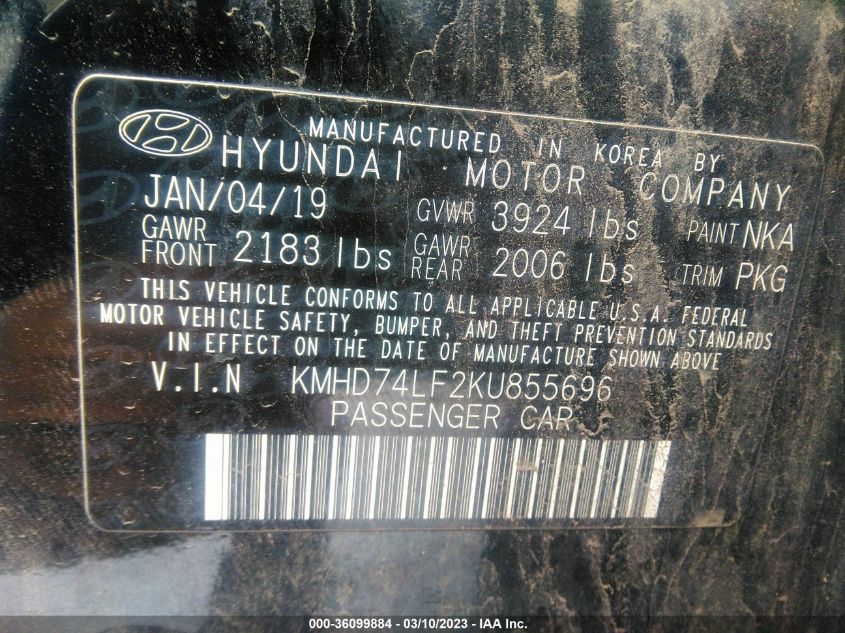 MANUFACTURED IN KOREA BY
HYUNDAI MOTOR COMPANY
JAN/04/19 GVWR 3924 lbs PAINT NKA
GAWR FRONT 2183 lbs GAWR REAR 2006 lbs TRIM PKG
THIS VEHICLE CONFORMS TO ALL APPLICABLE U.S.A. FEDERAL
MOTOR VEHICLE SAFETY, BUMPER, AND THEFT PREVENTION STANDARDS
IN EFFECT ON THE DATE OF MANUFACTURE SHOWN ABOVE
V.I.N KMHD74LF2KU855696
PASSENGER CAR
000-36099884 - 03/10/2023 - IAA Inc.